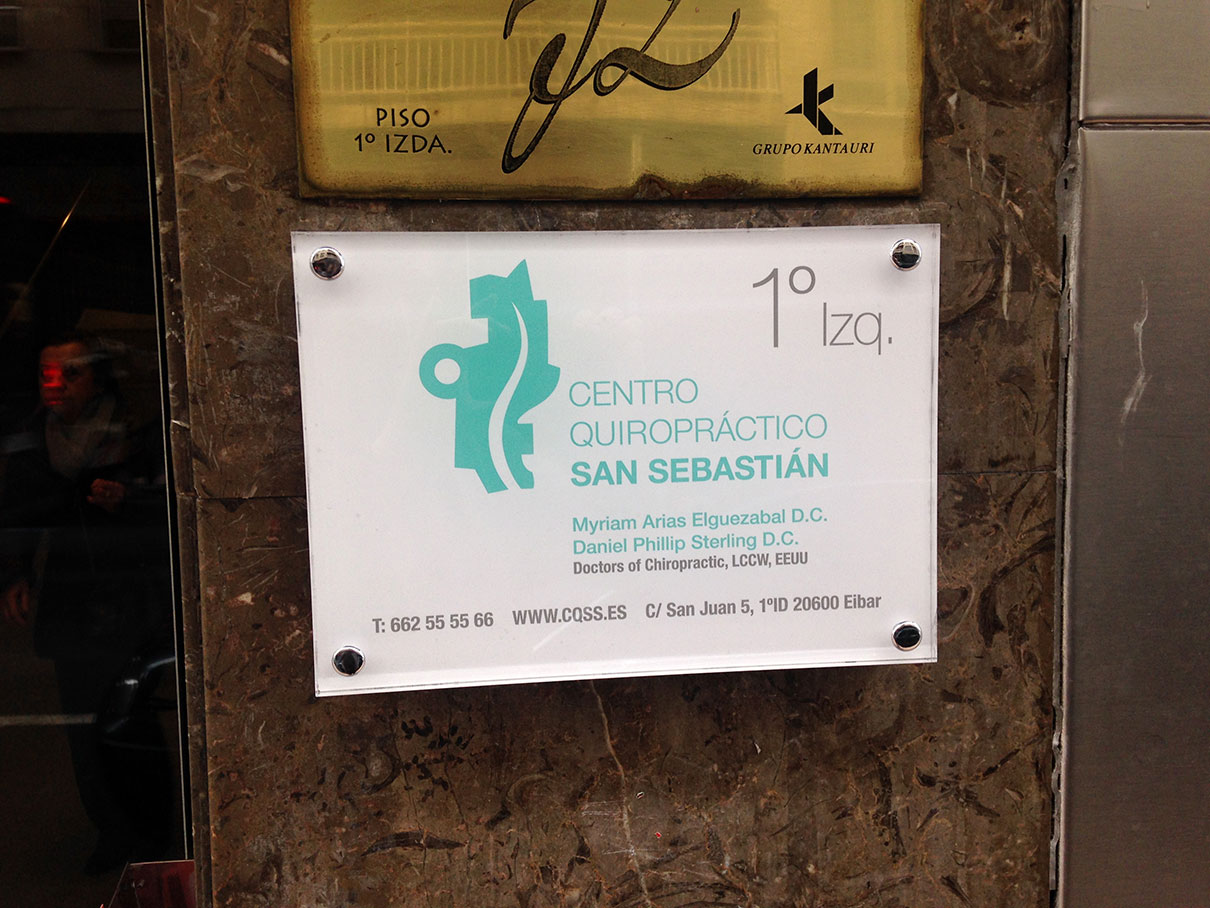 PISO
1º IZDA.
GRUPO KANTAURI
1º Izq.
CENTRO
QUIROPRÁCTICO
SAN SEBASTIÁN
Myriam Arias Elguezabal D.C.
Daniel Phillip Sterling D.C.
Doctors of Chiropractic, LCCW, EEUU
T: 662 55 55 66 WWW.CQSS.ES C/ San Juan 5, 1ºID 20600 Eibar